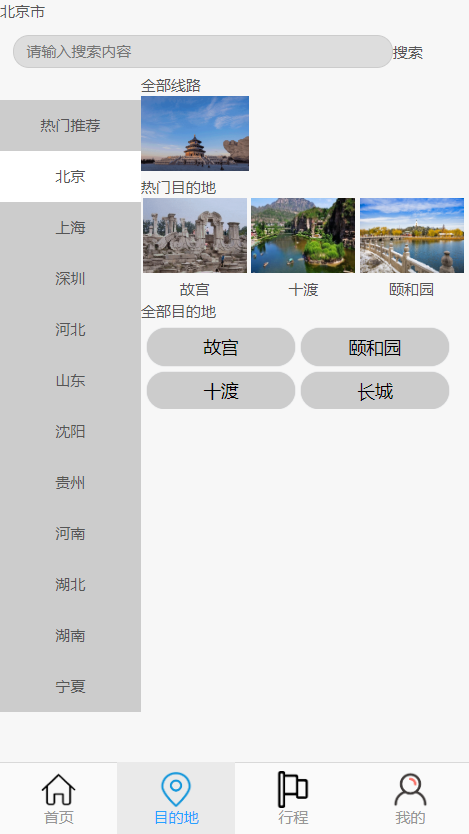 北京市
请输入搜索内容 搜索
热门推荐
北京
上海
深圳
河北
山东
沈阳
贵州
河南
湖北
湖南
宁夏
全部线路
热门目的地
故宫 十渡 颐和园
全部目的地
故宫 颐和园
十渡 长城
首页 目的地 行程 我的